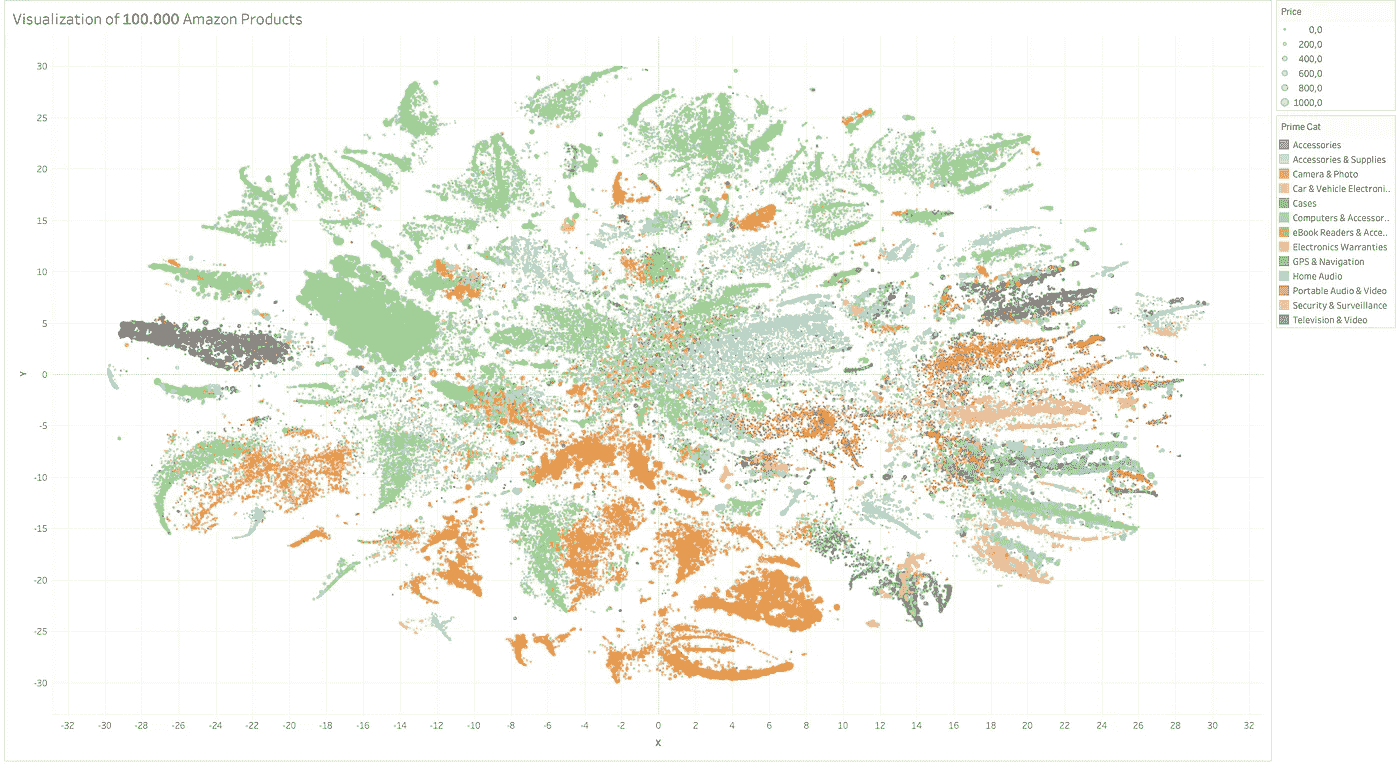 Visualization of 100.000 Amazon Products
30
25
20
15
10
5
0
-5
-10
-15
-20
-25
-30
Y
-32 -30 -28 -26 -24 -22 -20 -18 -16 -14 -12 -10 -8 -6 -4 -2 0 2 4 6 8 10 12 14 16 18 20 22 24 26 28 30 32
X
Price
0,0
200,0
400,0
600,0
800,0
1000,0
Prime Cat
Accessories
Accessories & Supplies
Camera & Photo
Car & Vehicle Electroni..
Cases
Computers & Accessor..
eBook Readers & Acce..
Electronics Warranties
GPS & Navigation
Home Audio
Portable Audio & Video
Security & Surveillance
Television & Video